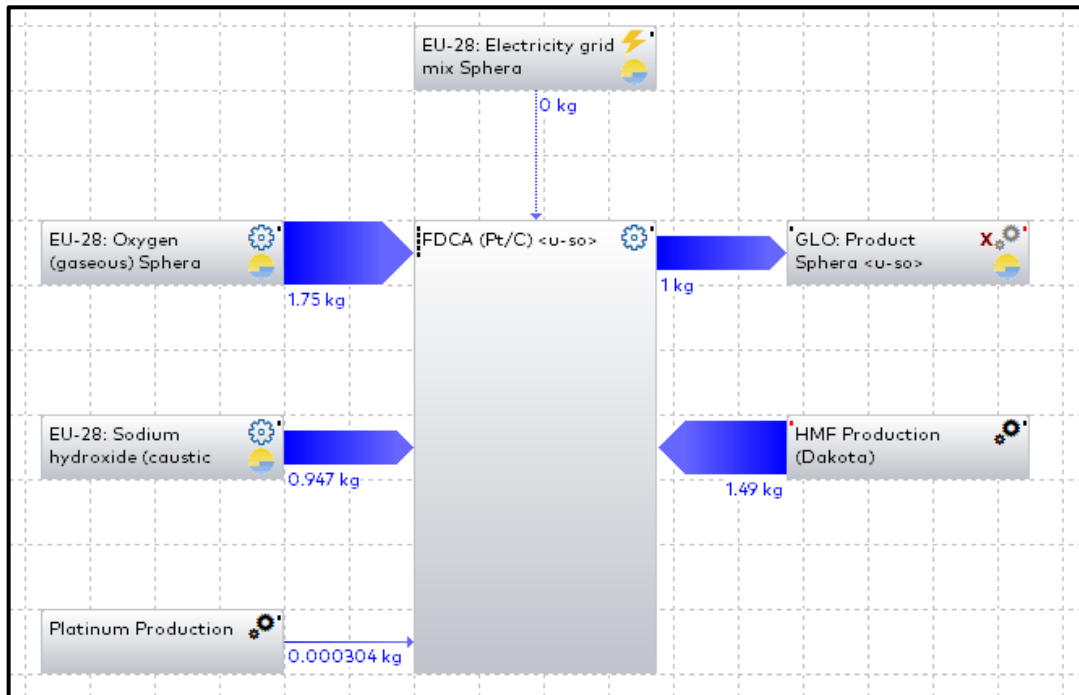 EU-28: Electricity grid
mix Sphera
0 kg
EU-28: Oxygen
(gaseous) Sphera
1.75 kg
FDCA (Pt/C) <u-so>
1 kg
GLO: Product
Sphera <u-so>
X
EU-28: Sodium
hydroxide (caustic
0.947 kg
HMF Production
(Dakota)
1.49 kg
Platinum Production
0.000304 kg